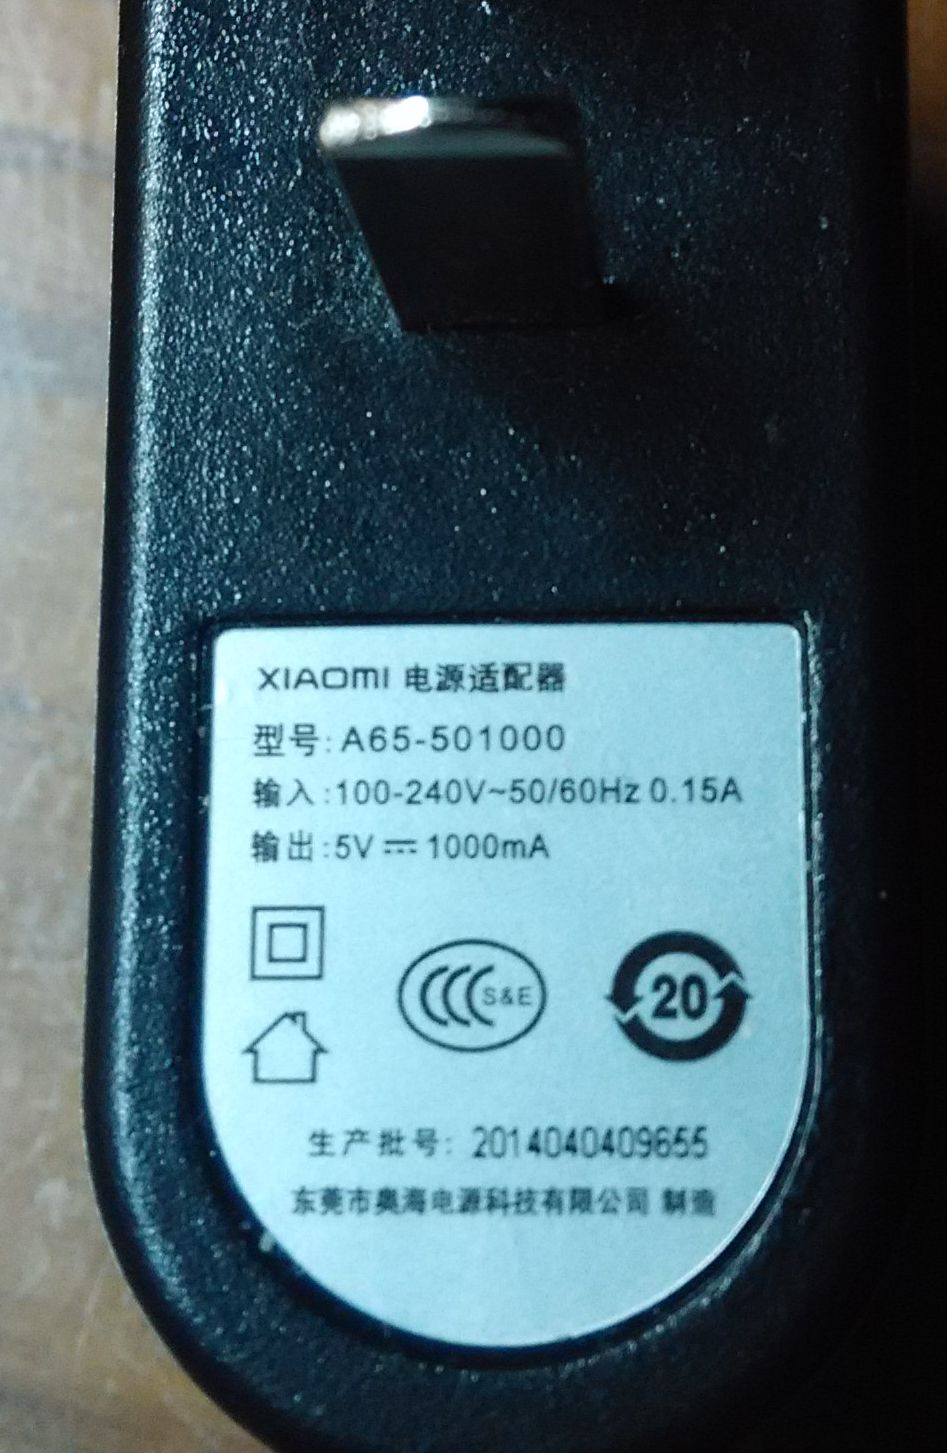 XIAOMI 电源适配器
型号: A65-501000
输入:100-240V~50/60Hz 0.15A
输出:5V⎓1000mA
S&E
20
生产批号: 2014040409655
东莞市奥海电源科技有限公司 制造